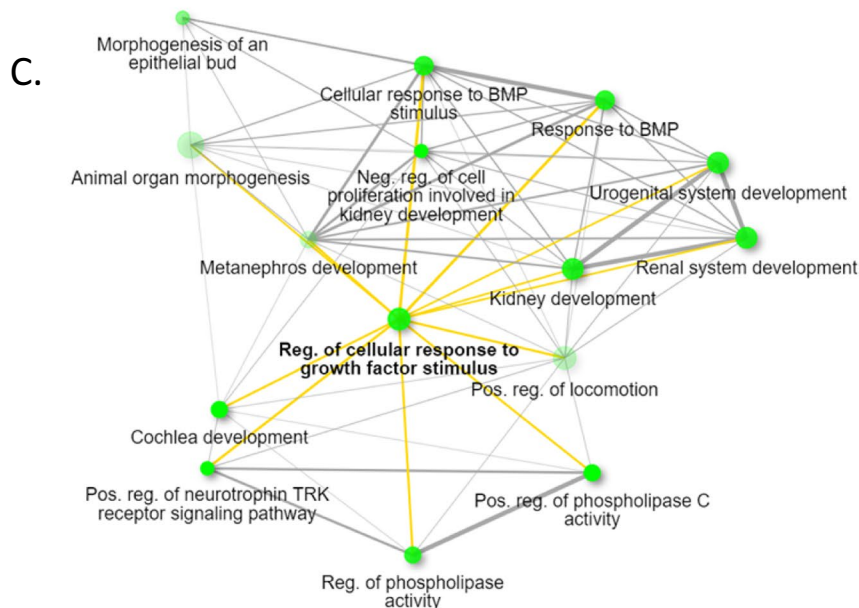 C.
Morphogenesis of an
epithelial bud
Cellular response to BMP
stimulus
Response to BMP
Animal organ morphogenesis
Neg. reg. of cell
proliferation involved in
kidney development
Urogenital system development
Metanephros development
Renal system development
Kidney development
Reg. of cellular response to
growth factor stimulus
Pos. reg. of locomotion
Cochlea development
Pos. reg. of neurotrophin TRK
receptor signaling pathway
Pos. reg. of phospholipase C
activity
Reg. of phospholipase
activity